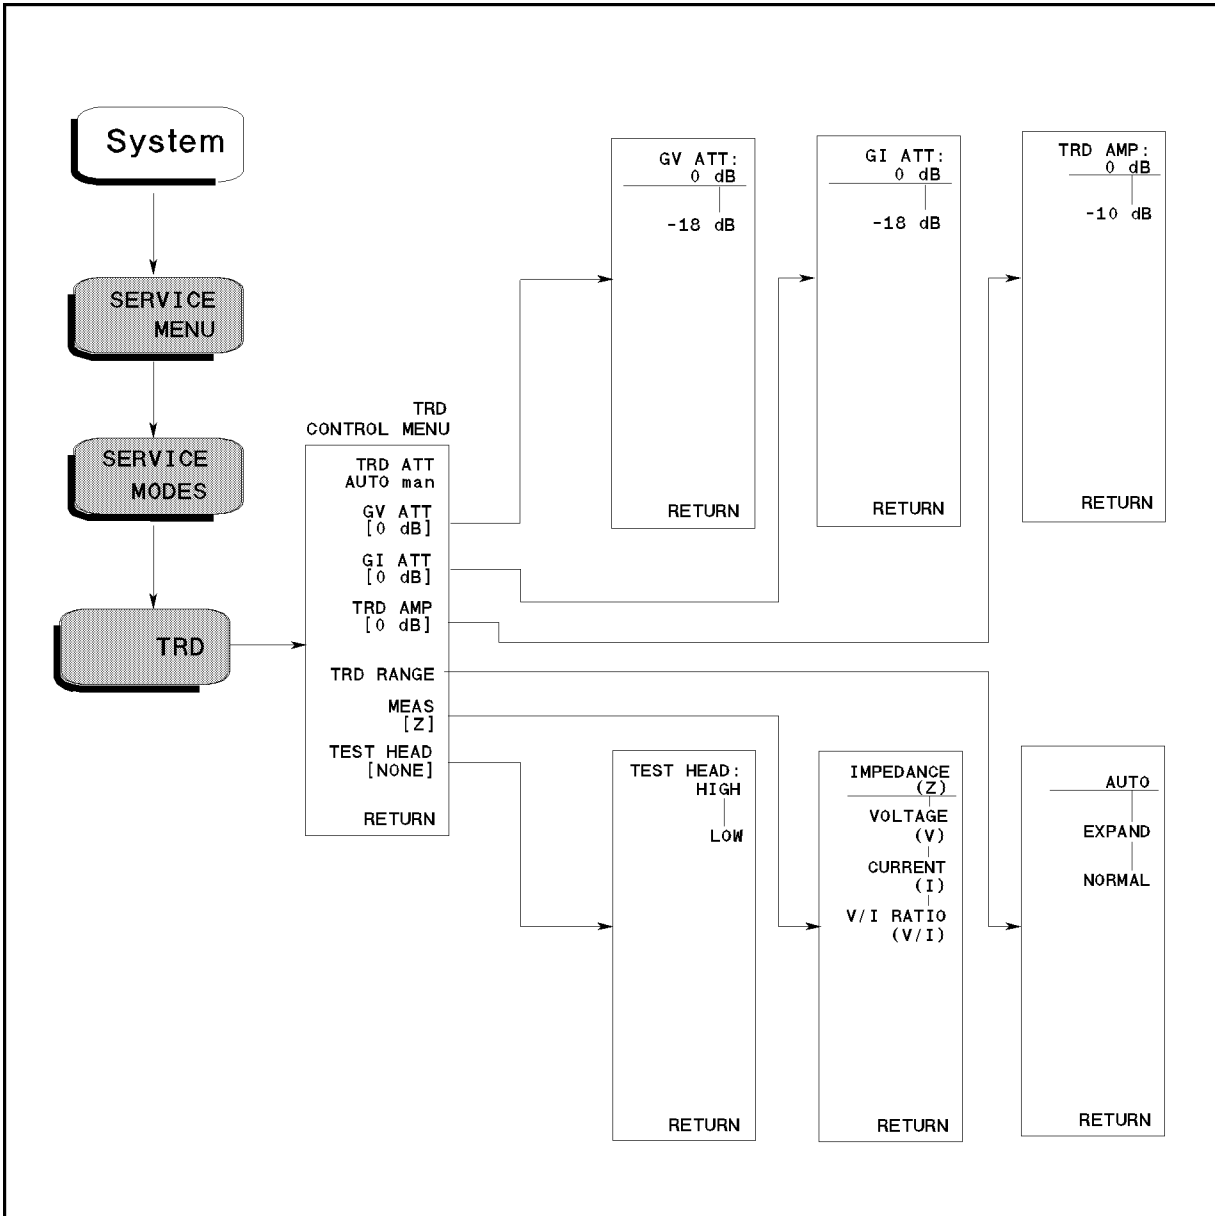 System
SERVICE
MENU
SERVICE
MODES
TRD
TRD
CONTROL MENU
TRD ATT
AUTO man
GV ATT
[0 dB]
GI ATT
[0 dB]
TRD AMP
[0 dB]
TRD RANGE
MEAS
[Z]
TEST HEAD
[NONE]
RETURN
GV ATT:
0 dB
-18 dB
RETURN
GI ATT:
0 dB
-18 dB
RETURN
TRD AMP:
0 dB
-10 dB
RETURN
TEST HEAD:
HIGH
LOW
RETURN
IMPEDANCE
(Z)
VOLTAGE
(V)
CURRENT
(I)
V/I RATIO
(V/I)
RETURN
AUTO
EXPAND
NORMAL
RETURN